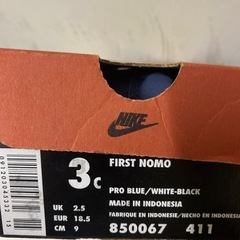 NIKE
3 C
FIRST NOMO
PRO BLUE/WHITE-BLACK
UK 2.5
EUR 18.5
CM 9
MADE IN INDONESIA
FABRIQUE EN INDONESIE/HECHO EN INDONESIA
850067 411